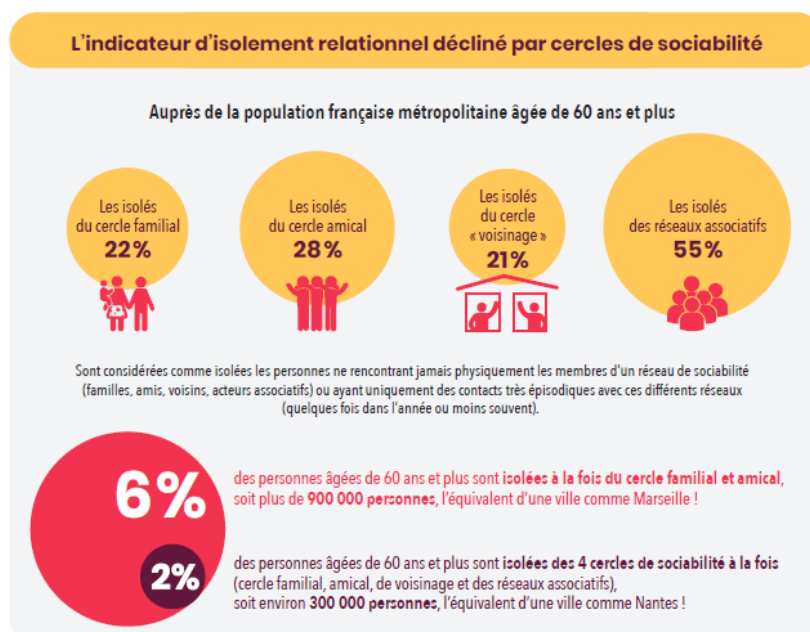 L'indicateur d'isolement relationnel décliné par cercles de sociabilité
Auprès de la population française métropolitaine âgée de 60 ans et plus
Les isolés
du cercle familial
22%
Les isolés
du cercle amical
28%
Les isolés
du cercle
« voisinage »
21%
Les isolés
des réseaux associatifs
55%
Sont considérées comme isolées les personnes ne rencontrant jamais physiquement les membres d'un réseau de sociabilité
(familles, amis, voisins, acteurs associatifs) ou ayant uniquement des contacts très épisodiques avec ces différents réseaux
(quelques fois dans l'année ou moins souvent).
6%
des personnes âgées de 60 ans et plus sont isolées à la fois du cercle familial et amical,
soit plus de 900 000 personnes, l'équivalent d'une ville comme Marseille !
2%
des personnes âgées de 60 ans et plus sont isolées des 4 cercles de sociabilité à la fois
(cercle familial, amical, de voisinage et des réseaux associatifs),
soit environ 300 000 personnes, l'équivalent d'une ville comme Nantes !